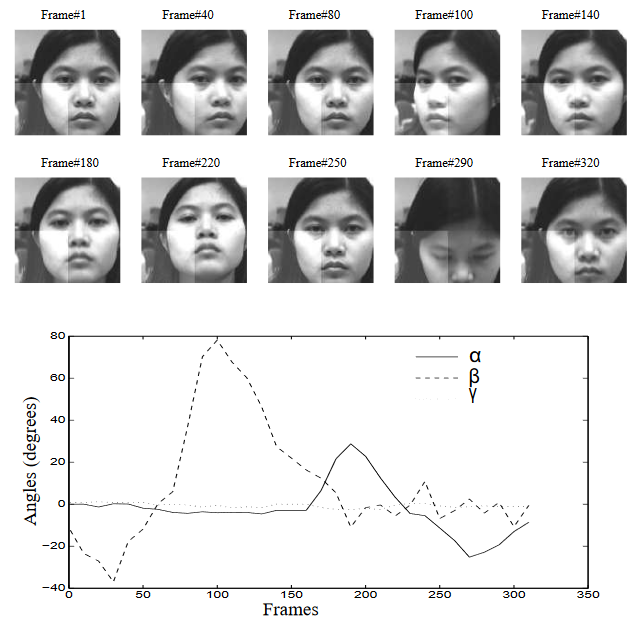 Frame#1 Frame#40 Frame#80 Frame#100 Frame#140
Frame#180 Frame#220 Frame#250 Frame#290 Frame#320
80
60
40
20
0
−20
−40
Angles (degrees)
α
β
γ
0 50 100 150 200 250 300 350
Frames